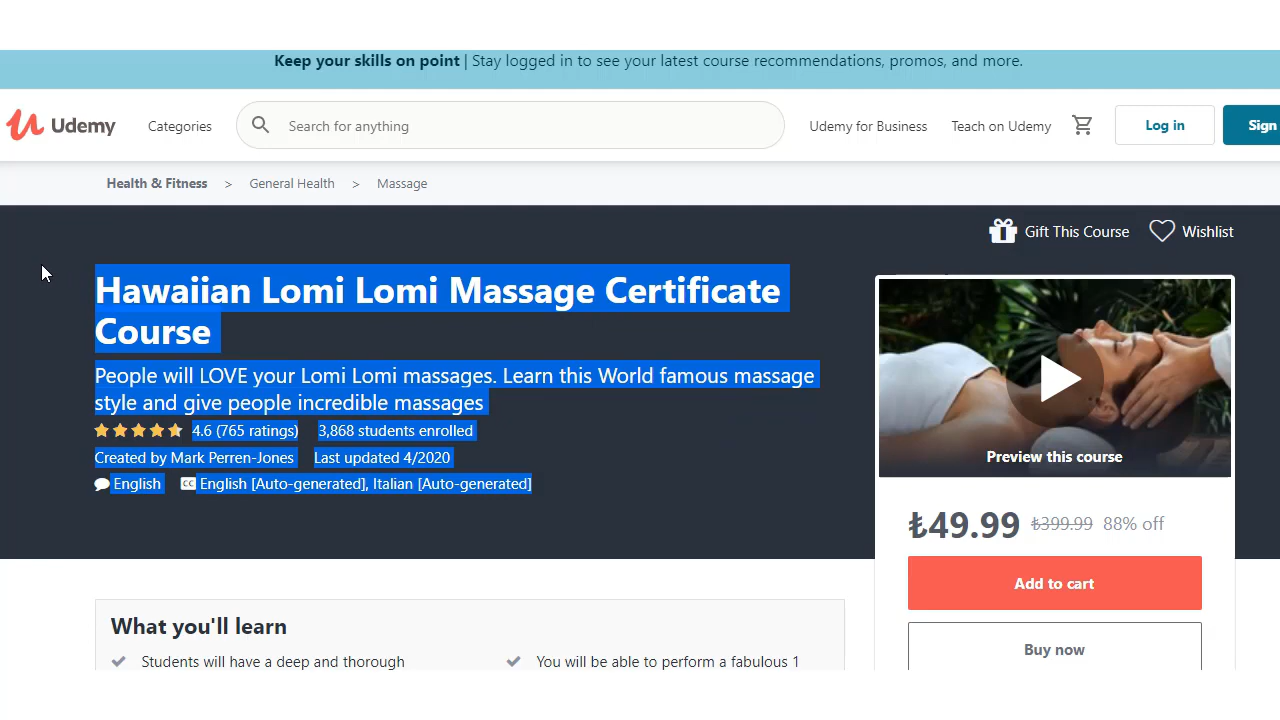 Keep your skills on point | Stay logged in to see your latest course recommendations, promos, and more.
Udemy Categories Search for anything Udemy for Business Teach on Udemy Log in Sign
Health & Fitness > General Health > Massage
Gift This Course Wishlist
Hawaiian Lomi Lomi Massage Certificate
Course
People will LOVE your Lomi Lomi massages. Learn this World famous massage
style and give people incredible massages
4.6 (765 ratings) 3,868 students enrolled
Created by Mark Perren-Jones Last updated 4/2020
CC English English [Auto-generated], Italian [Auto-generated]
Preview this course
₺49.99 ₺399.99 88% off
Add to cart
Buy now
What you'll learn
Students will have a deep and thorough
You will be able to perform a fabulous 1